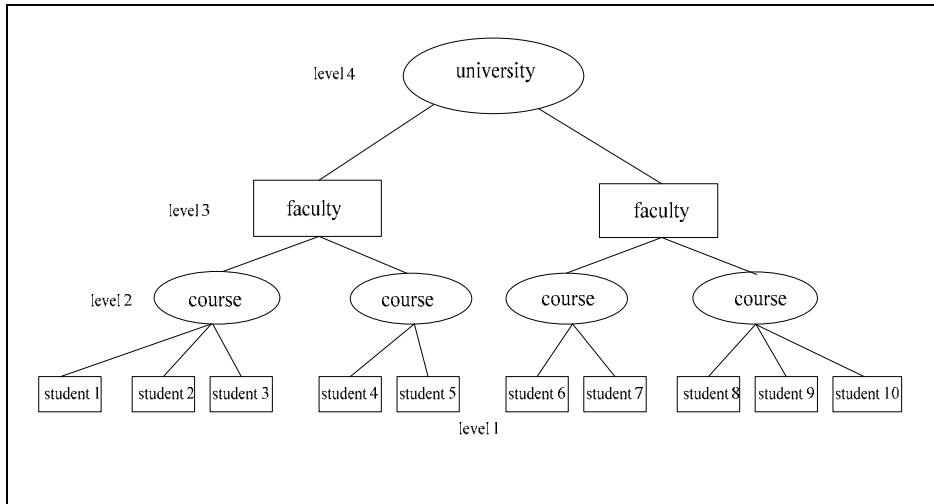 level 4
university
level 3
faculty
faculty
level 2
course
course
course
course
student 1
student 2
student 3
student 4
student 5
student 6
student 7
student 8
student 9
student 10
level 1